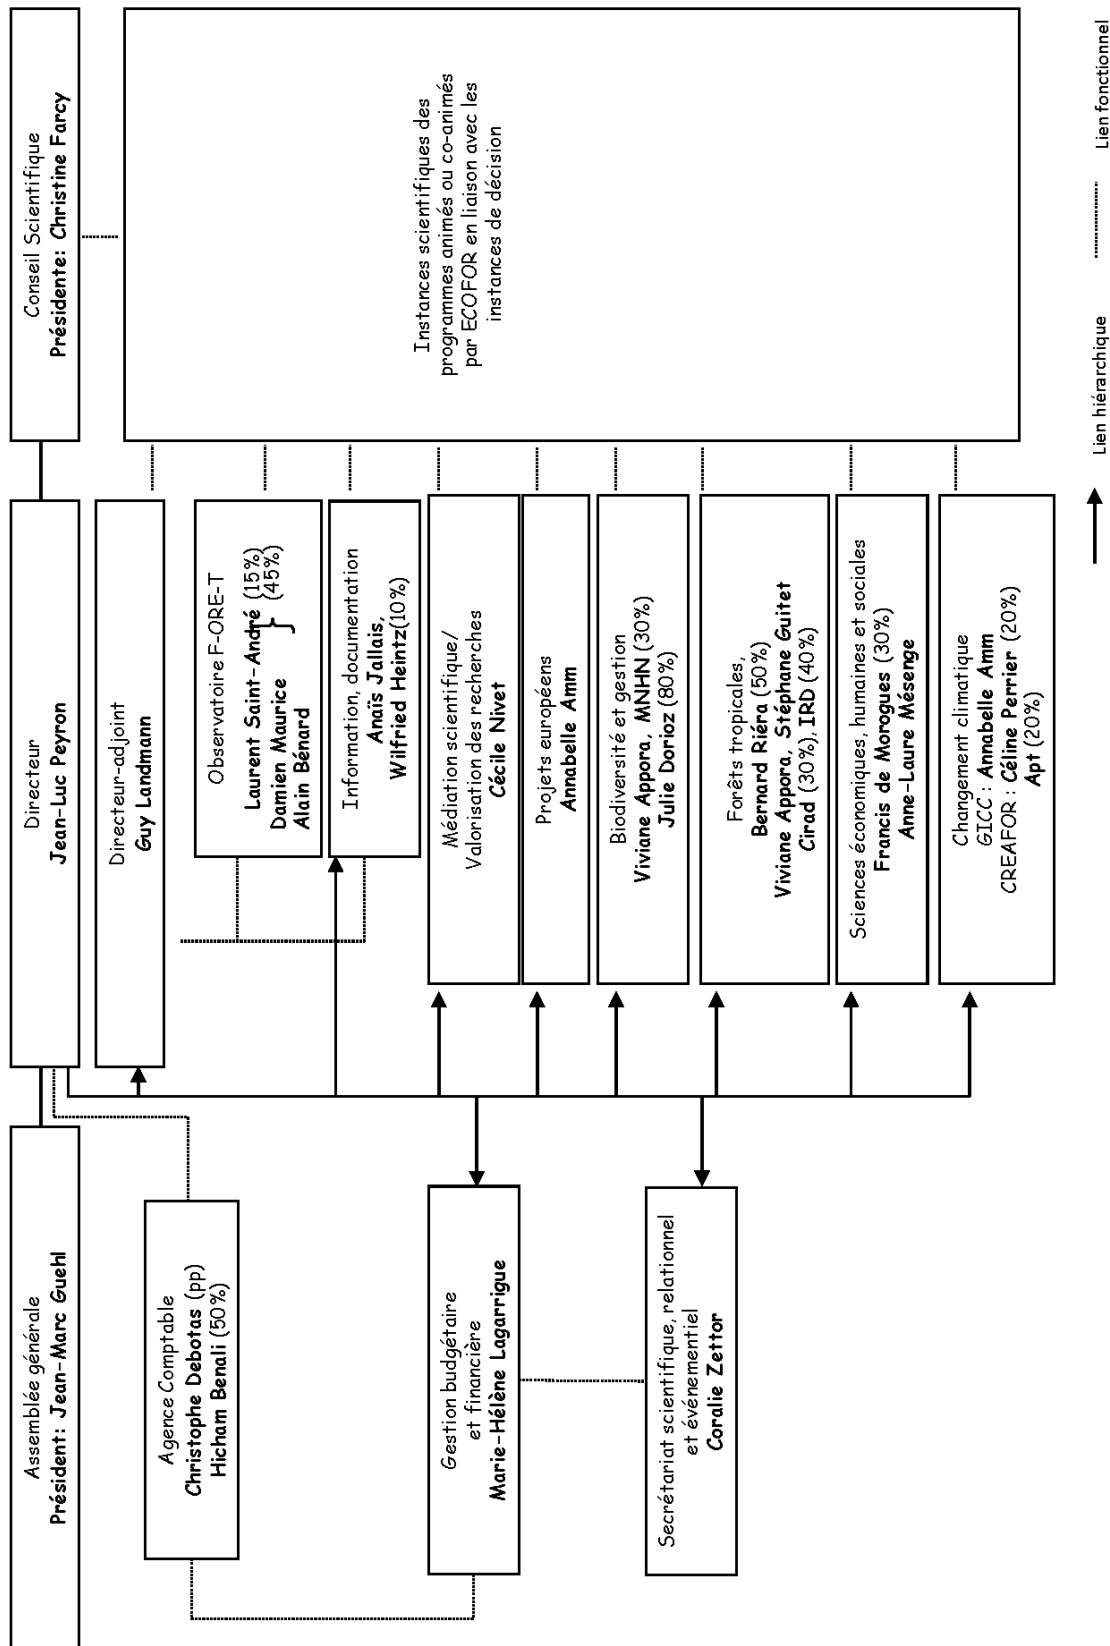 Assemblée générale
Président: Jean-Marc Guehl
Directeur
Jean-Luc Peyron
Conseil Scientifique
Présidente: Christine Farcy
Agence Comptable
Christophe Debotas (pp)
Hicham Benali (50%)
Gestion budgétaire
et financière
Marie-Hélène Lagarrigue
Secrétariat scientifique, relationnel
et événementiel
Coralie Zettor
Directeur-adjoint
Guy Landmann
Observatoire F-ORE-T
Laurent Saint-André (15%)
Damien Maurice } (45%)
Alain Bénard
Information, documentation
Anaïs Jallais,
Wilfried Heintz(10%)
Médiation scientifique/
Valorisation des recherches
Cécile Nivet
Projets européens
Annabelle Amm
Biodiversité et gestion
Viviane Appora, MNHN (30%)
Julie Dorioz (80%)
Forêts tropicales,
Bernard Riéra (50%)
Viviane Appora, Stéphane Guitet
Cirad (30%), IRD (40%)
Sciences économiques, humaines et sociales
Francis de Morogues (30%)
Anne-Laure Mésenge
Changement climatique
GICC : Annabelle Amm
CREAFOR : Céline Perrier (20%)
Apt (20%)
Instances scientifiques des
programmes animés ou co-animés
par ECOFOR en liaison avec les
instances de décision
Lien hiérarchique
Lien fonctionnel